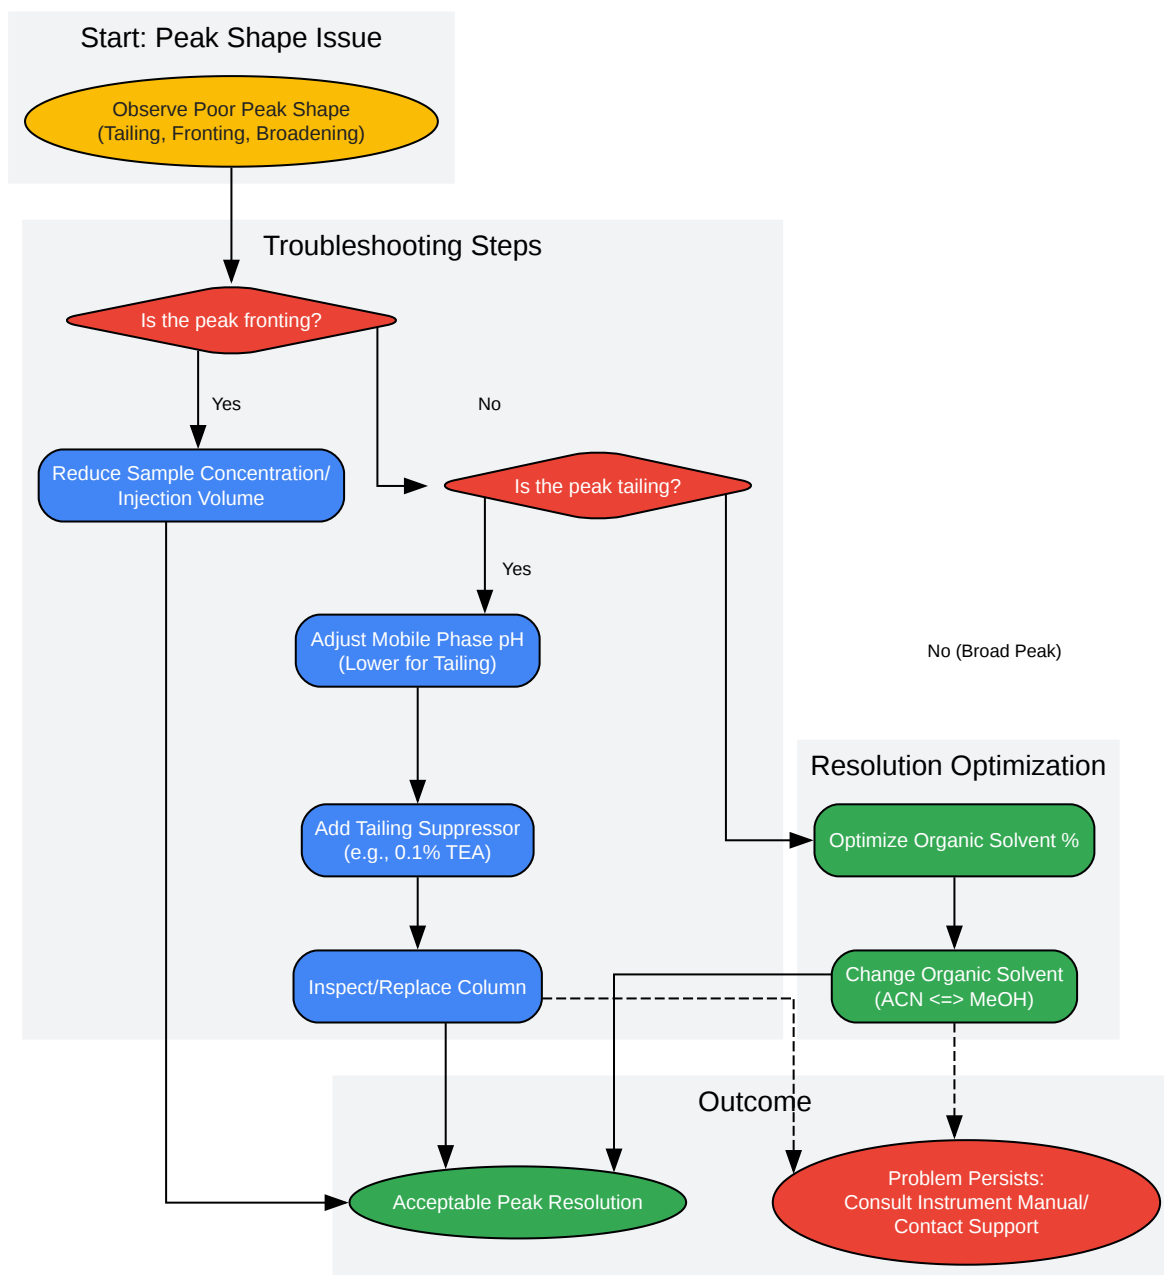 Start: Peak Shape Issue
Observe Poor Peak Shape
(Tailing, Fronting, Broadening)
Troubleshooting Steps
Is the peak fronting?
Yes
No
Reduce Sample Concentration/
Injection Volume
Is the peak tailing?
Yes
Adjust Mobile Phase pH
(Lower for Tailing)
No (Broad Peak)
Resolution Optimization
Add Tailing Suppressor
(e.g., 0.1% TEA)
Optimize Organic Solvent %
Inspect/Replace Column
Change Organic Solvent
(ACN <=> MeOH)
Outcome
Acceptable Peak Resolution
Problem Persists:
Consult Instrument Manual/
Contact Support